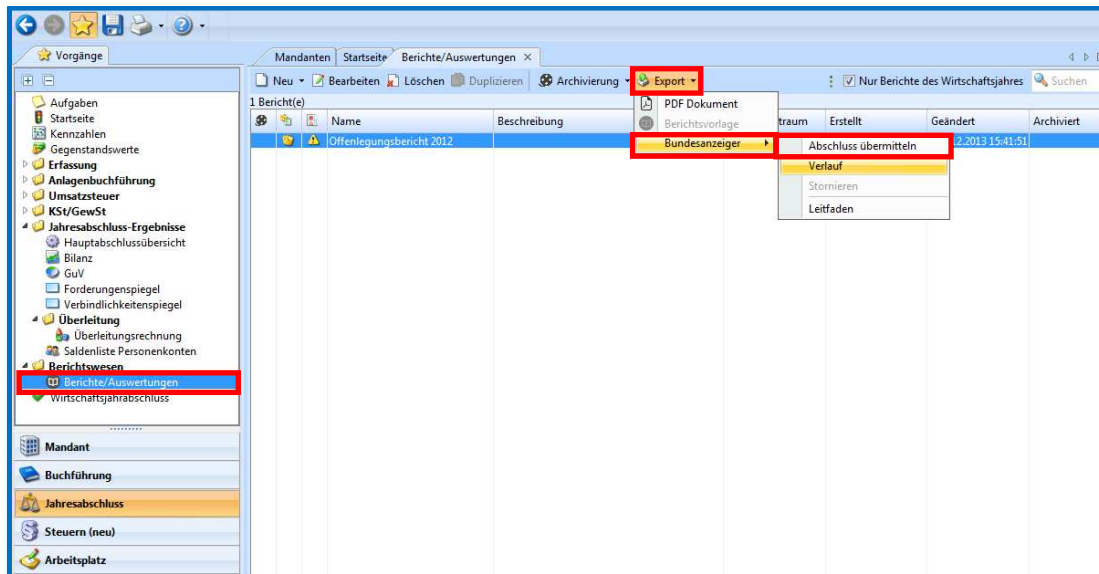 Vorgänge
Mandanten Startseite Berichte/Auswertungen
Neu Bearbeiten Löschen Duplizieren Archivierung Export Nur Berichte des Wirtschaftsjahres Suchen
1 Bericht(e)
Name Beschreibung traum Erstellt Geändert Archiviert
Offenlegungsbericht 2012 12.2013 15:41:51
PDF Dokument
Berichtsvorlage
Bundesanzeiger
Abschluss übermitteln
Verlauf
Stornieren
Leitfaden
Aufgaben
Startseite
Kennzahlen
Gegenstandswerte
Erfassung
Anlagenbuchführung
Umsatzsteuer
KSt/GewSt
Jahresabschluss-Ergebnisse
Hauptabschlussübersicht
Bilanz
GuV
Forderungenspiegel
Verbindlichkeitenspiegel
Überleitung
Überleitungsrechnung
Saldenliste Personenkonten
Berichtswesen
Berichte/Auswertungen
Wirtschaftsjahrabschluss
Mandant
Buchführung
Jahresabschluss
Steuern (neu)
Arbeitsplatz